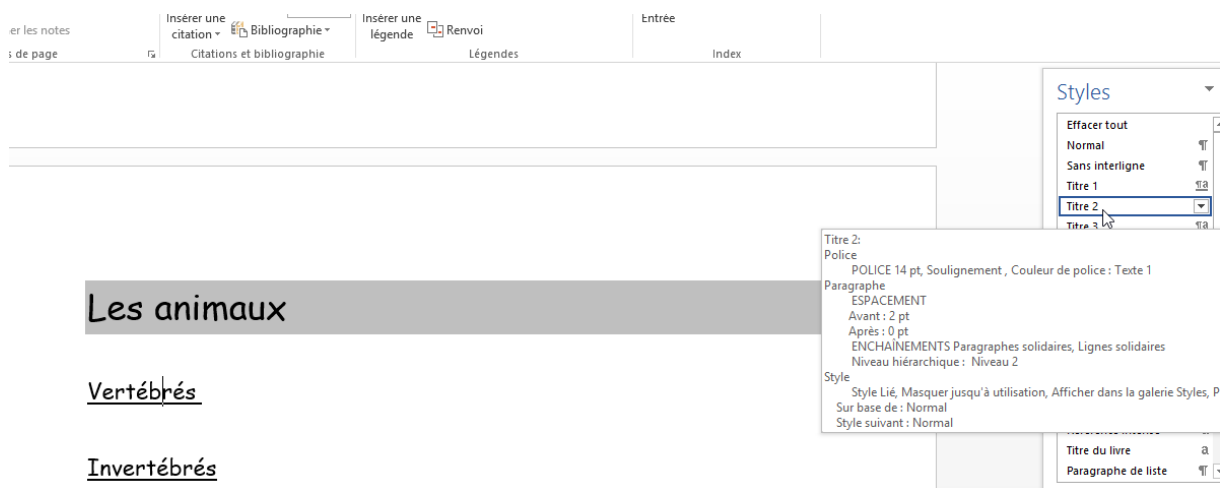 Insérer une
citation
Bibliographie
Insérer une
légende
Renvoi
Entrée
er les notes
s de page
Citations et bibliographie
Légendes
Index
Styles
Effacer tout
Normal
Sans interligne
Titre 1
Titre 2
Titre 3
Titre 2:
Police
POLICE 14 pt, Soulignement , Couleur de police : Texte 1
Paragraphe
ESPACEMENT
Avant : 2 pt
Après : 0 pt
ENCHAÎNEMENTS Paragraphes solidaires, Lignes solidaires
Niveau hiérarchique : Niveau 2
Style
Style Lié, Masquer jusqu'à utilisation, Afficher dans la galerie Styles, P
Sur base de : Normal
Style suivant : Normal
Titre du livre
Paragraphe de liste
Les animaux
Vertébrés
Invertébrés